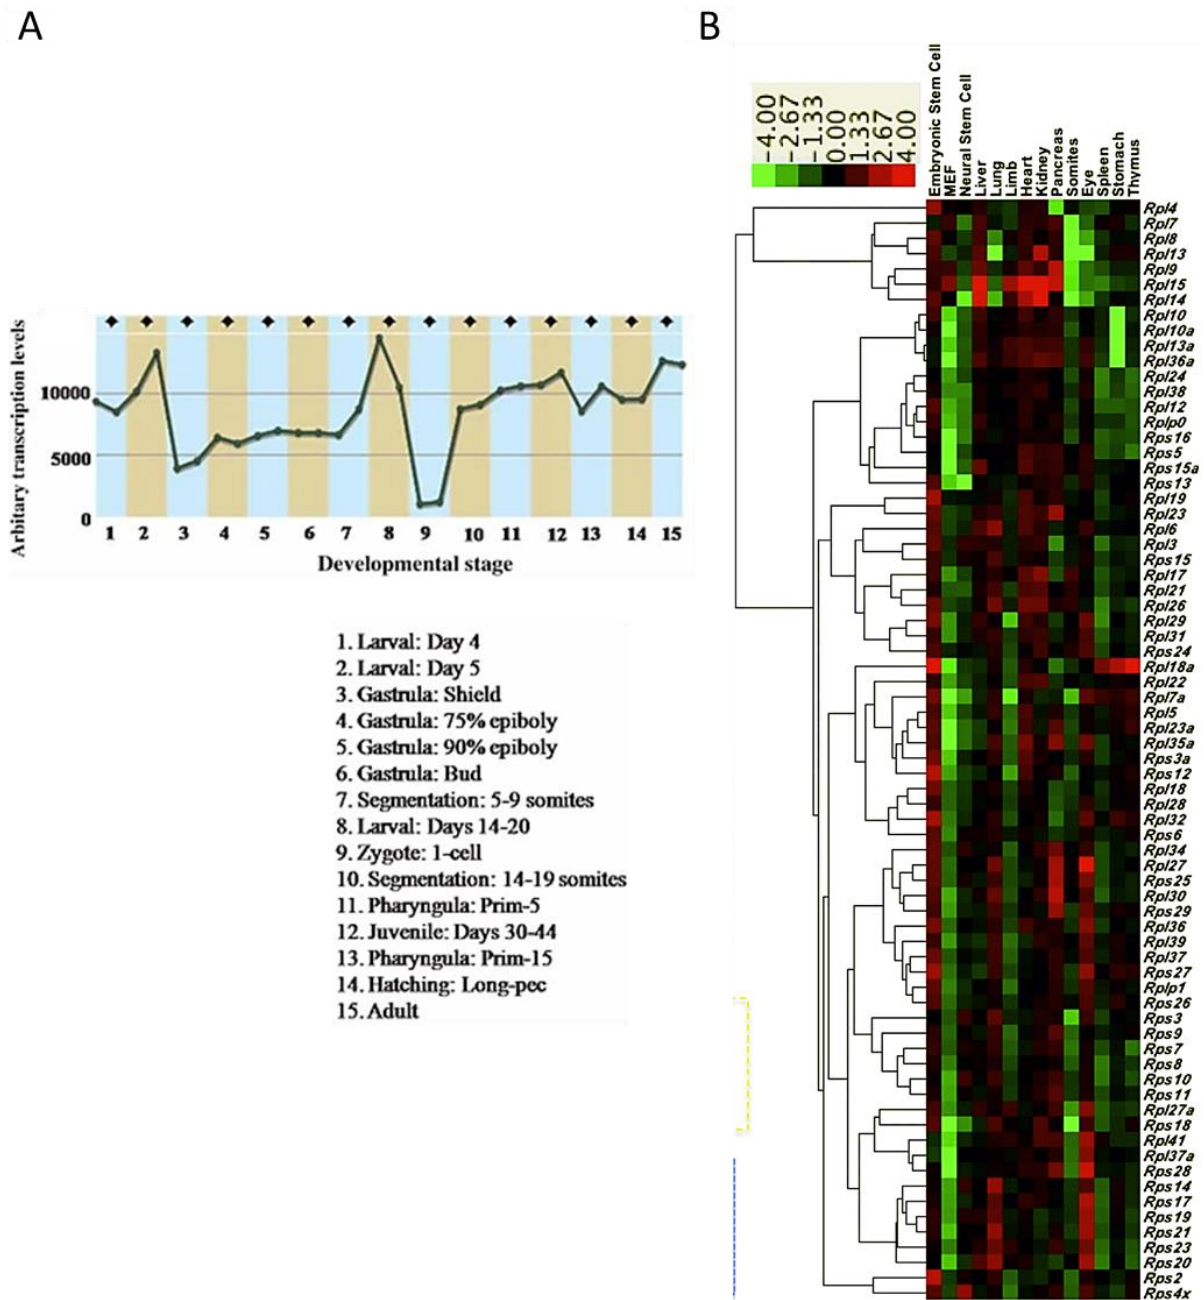 A
B
-4.00
-2.67
-1.33
0.00
1.33
2.67
4.00
Embryonic Stem Cell
MEF
Neural Stem Cell
Liver
Lung
Limb
Heart
Kidney
Pancreas
Somites
Eye
Spleen
Stomach
Thymus
Arbitary transcription levels
10000
5000
0
1 2 3 4 5 6 7 8 9 10 11 12 13 14 15
Developmental stage
1. Larval: Day 4
2. Larval: Day 5
3. Gastrula: Shield
4. Gastrula: 75% epiboly
5. Gastrula: 90% epiboly
6. Gastrula: Bud
7. Segmentation: 5-9 somites
8. Larval: Days 14-20
9. Zygote: 1-cell
10. Segmentation: 14-19 somites
11. Pharyngula: Prim-5
12. Juvenile: Days 30-44
13. Pharyngula: Prim-15
14. Hatching: Long-pec
15. Adult
Rpl4
Rpl7
Rpl8
Rpl13
Rpl9
Rpl15
Rpl14
Rpl10
Rpl10a
Rpl13a
Rpl36a
Rpl24
Rpl38
Rpl12
Rplp0
Rps16
Rps5
Rps15a
Rps13
Rpl19
Rpl23
Rpl6
Rpl3
Rps15
Rpl17
Rpl21
Rpl26
Rpl29
Rpl31
Rps24
Rpl18a
Rpl22
Rpl7a
Rpl5
Rpl23a
Rpl35a
Rps3a
Rps12
Rpl18
Rpl28
Rpl32
Rps6
Rpl34
Rpl27
Rps25
Rpl30
Rps29
Rpl36
Rpl39
Rpl37
Rps27
Rplp1
Rps26
Rps3
Rps9
Rps7
Rps8
Rps10
Rps11
Rpl27a
Rps18
Rpl41
Rpl37a
Rps28
Rps14
Rps17
Rps19
Rps21
Rps23
Rps20
Rps2
Rps4x